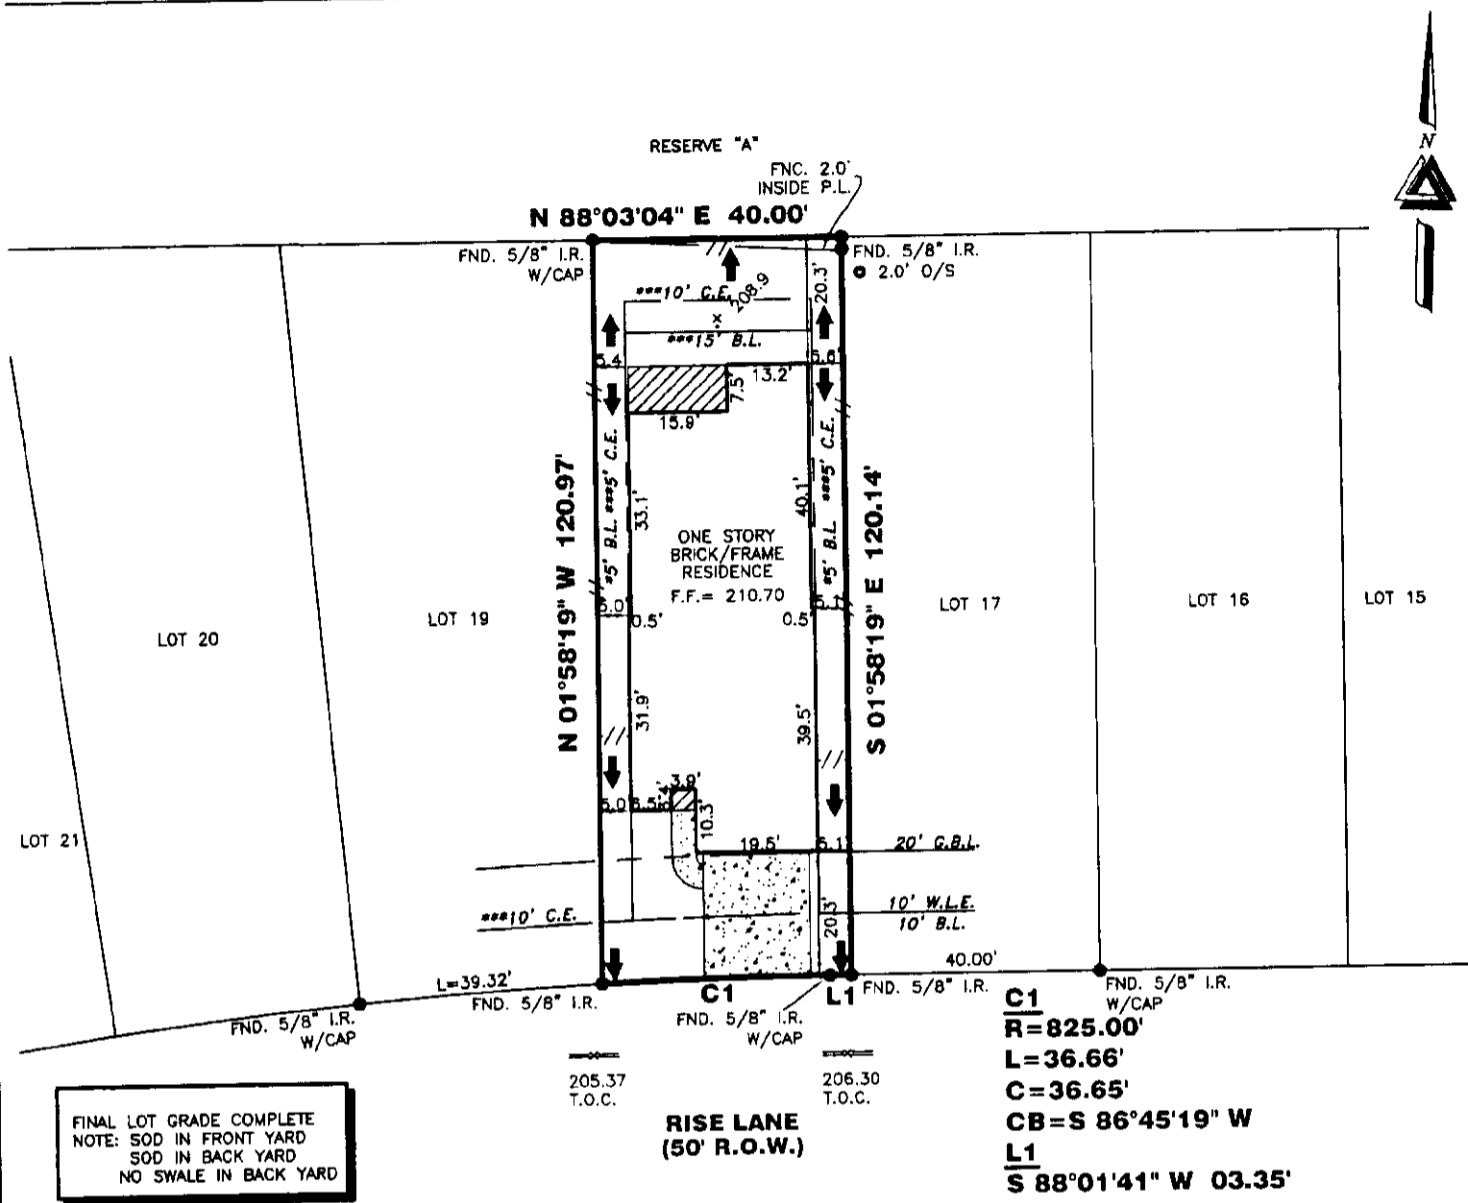 RESERVE "A"
FNC. 2.0'
INSIDE P.L.
N
N 88°03'04" E 40.00'
FND. 5/8" I.R.
W/CAP
FND. 5/8" I.R.
2.0' O/S
***10' C.E.
208.9
X
20.3'
***15' B.L.
5.4
5.6'
13.2'
7.5'
15.9'
N 01°58'19" W 120.97'
*5' B.L. ***5' C.E.
33.1'
40.1'
*5' B.L. ***5' C.E.
S 01°58'19" E 120.14'
ONE STORY
BRICK/FRAME
RESIDENCE
F.F.= 210.70
5.0'
0.5'
0.5'
5.1'
LOT 21
LOT 20
LOT 19
LOT 17
LOT 16
LOT 15
31.9'
39.5'
3.9'
5.0'
6.5'
10.3'
19.5'
5.1'
20' G.B.L.
***10' C.E.
20.3'
10' W.L.E.
10' B.L.
L=39.32'
40.00'
FND. 5/8" I.R.
C1
L1
FND. 5/8" I.R.
FND. 5/8" I.R.
W/CAP
FND. 5/8" I.R.
W/CAP
FND. 5/8" I.R.
W/CAP
205.37
T.O.C.
206.30
T.O.C.
RISE LANE
(50' R.O.W.)
C1
R=825.00'
L=36.66'
C=36.65'
CB=S 86°45'19" W
L1
S 88°01'41" W 03.35'
FINAL LOT GRADE COMPLETE
NOTE: SOD IN FRONT YARD
SOD IN BACK YARD
NO SWALE IN BACK YARD